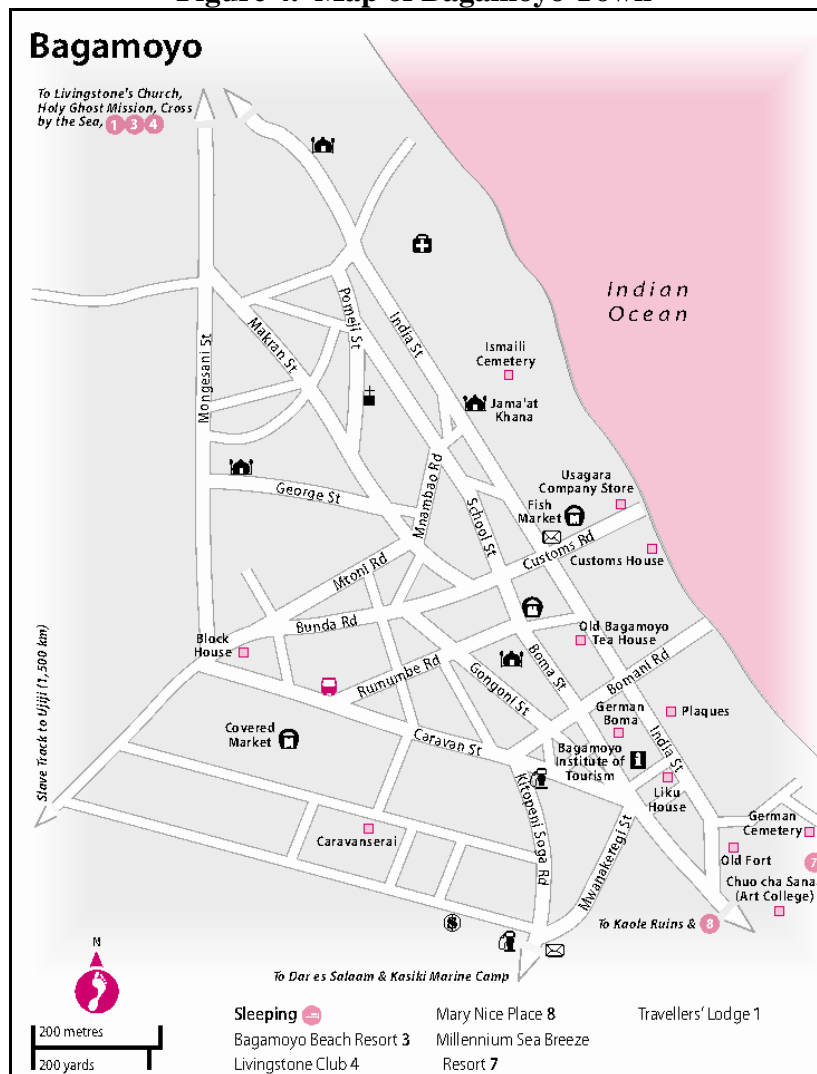 Figure 4: Map of Bagamoyo Town
Bagamoyo
To Livingstone's Church,
Holy Ghost Mission, Cross
by the Sea, 1 3 4
Indian
Ocean
Pomeji St
India St
Makran St
Mongesani St
Ismaili
Cemetery
Jama'at
Khana
Mnambao Rd
George St
School St
Usagara
Company Store
Fish
Market
Customs Rd
Customs House
Mtoni Rd
Bunda Rd
Block
House
Old Bagamoyo
Tea House
Rumumbe Rd
Boma St
Bomani Rd
Gongoni St
German
Boma
Plaques
Covered
Market
Caravan St
Bagamoyo
Institute of
Tourism
India St
Liku
House
Slave Track to Ujiji (1,500 km)
Kitopeni Soga Rd
Mwanakeregi St
Caravanserai
German
Cemetery
Old Fort
7
Chuo cha Sanaa
(Art College)
To Kaole Ruins & 8
$
N
To Dar es Salaam & Kasiki Marine Camp
200 metres
200 yards
Sleeping
Bagamoyo Beach Resort 3
Livingstone Club 4
Mary Nice Place 8
Millennium Sea Breeze
Resort 7
Travellers' Lodge 1